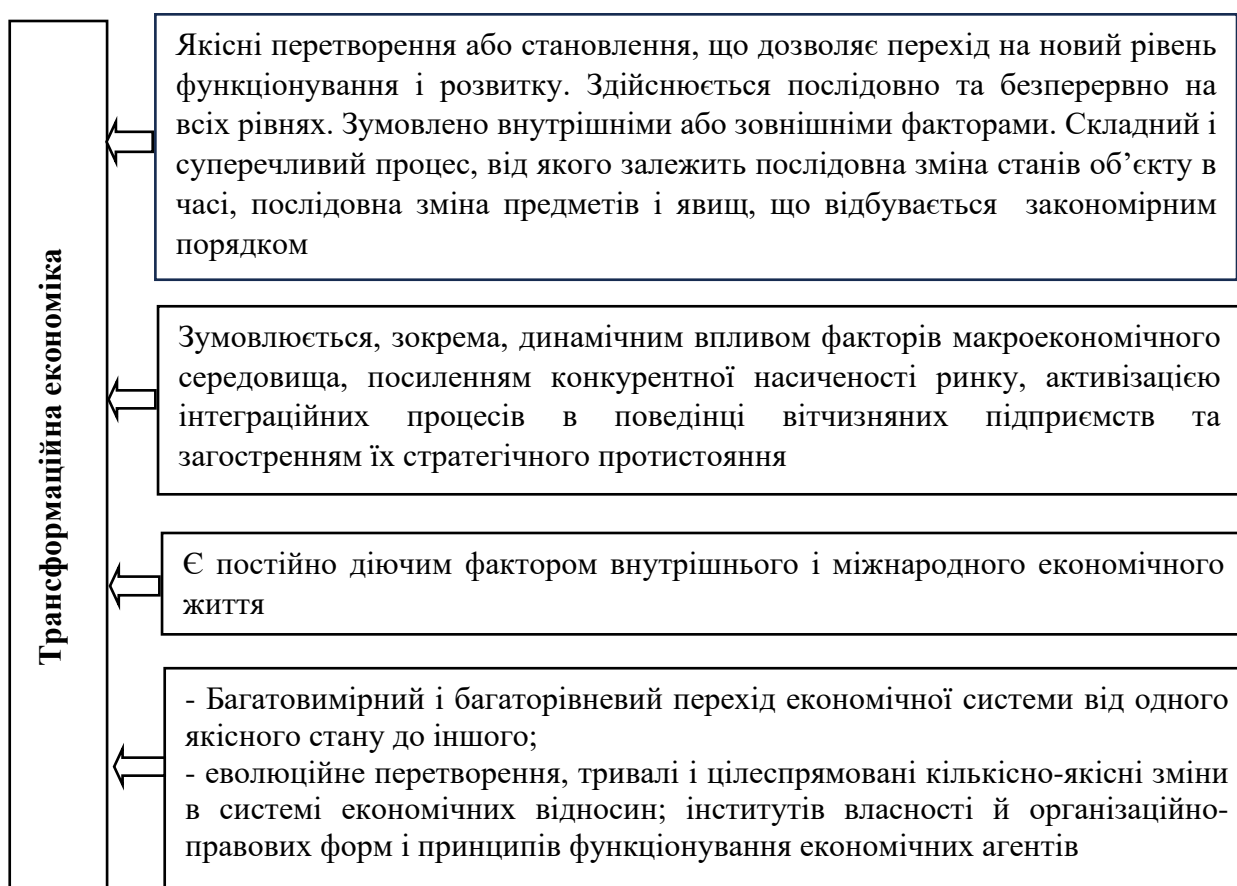 Трансформаційна економіка
Якісні перетворення або становлення, що дозволяє перехід на новий рівень
функціонування і розвитку. Здійснюється послідовно та безперервно на
всіх рівнях. Зумовлено внутрішніми або зовнішніми факторами. Складний і
суперечливий процес, від якого залежить послідовна зміна станів об’єкту в
часі, послідовна зміна предметів і явищ, що відбувається закономірним
порядком
Зумовлюється, зокрема, динамічним впливом факторів макроекономічного
середовища, посиленням конкурентної насиченості ринку, активізацією
інтеграційних процесів в поведінці вітчизняних підприємств та
загостренням їх стратегічного протистояння
Є постійно діючим фактором внутрішнього і міжнародного економічного
життя
- Багатовимірний і багаторівневий перехід економічної системи від одного
якісного стану до іншого;
- еволюційне перетворення, тривалі і цілеспрямовані кількісно-якісні зміни
в системі економічних відносин; інститутів власності й організаційно-
правових форм і принципів функціонування економічних агентів